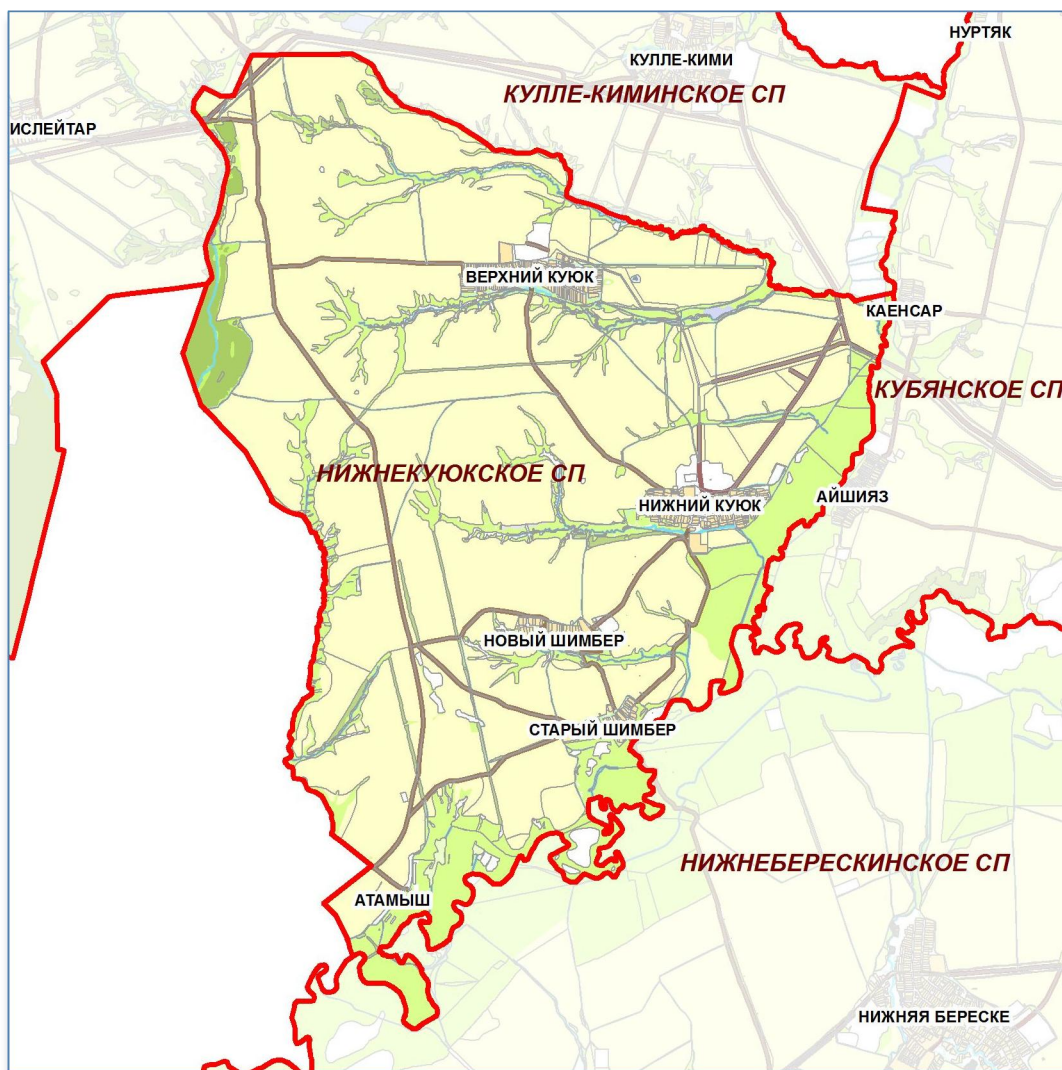 НУРТЯК
КУЛЛЕ-КИМИ
КУЛЛЕ-КИМИНСКОЕ СП
ИСЛЕЙТАР
ВЕРХНИЙ КУЮК
КАЕНСАР
КУБЯНСКОЕ СП
НИЖНЕКУЮКСКОЕ СП
АЙШИЯЗ
НИЖНИЙ КУЮК
НОВЫЙ ШИМБЕР
СТАРЫЙ ШИМБЕР
НИЖНЕБЕРЕСКИНСКОЕ СП
АТАМЫШ
НИЖНЯЯ БЕРЕСКЕ